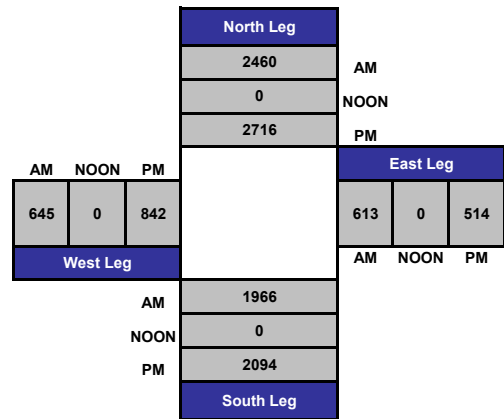 North Leg
2460 AM
0 NOON
2716 PM
AM NOON PM East Leg
645 0 842 613 0 514
West Leg AM NOON PM
AM 1966
NOON 0
PM 2094
South Leg